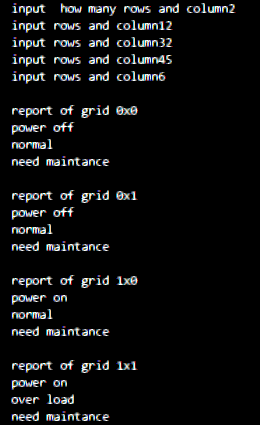 input  how many rows and column2
input rows and column12
input rows and column32
input rows and column45
input rows and column6
report of grid 0x0
power off
normal
need maintance
report of grid 0x1
power off
normal
need maintance
report of grid 1x0
power on
normal
need maintance
report of grid 1x1
power on
over load
need maintance